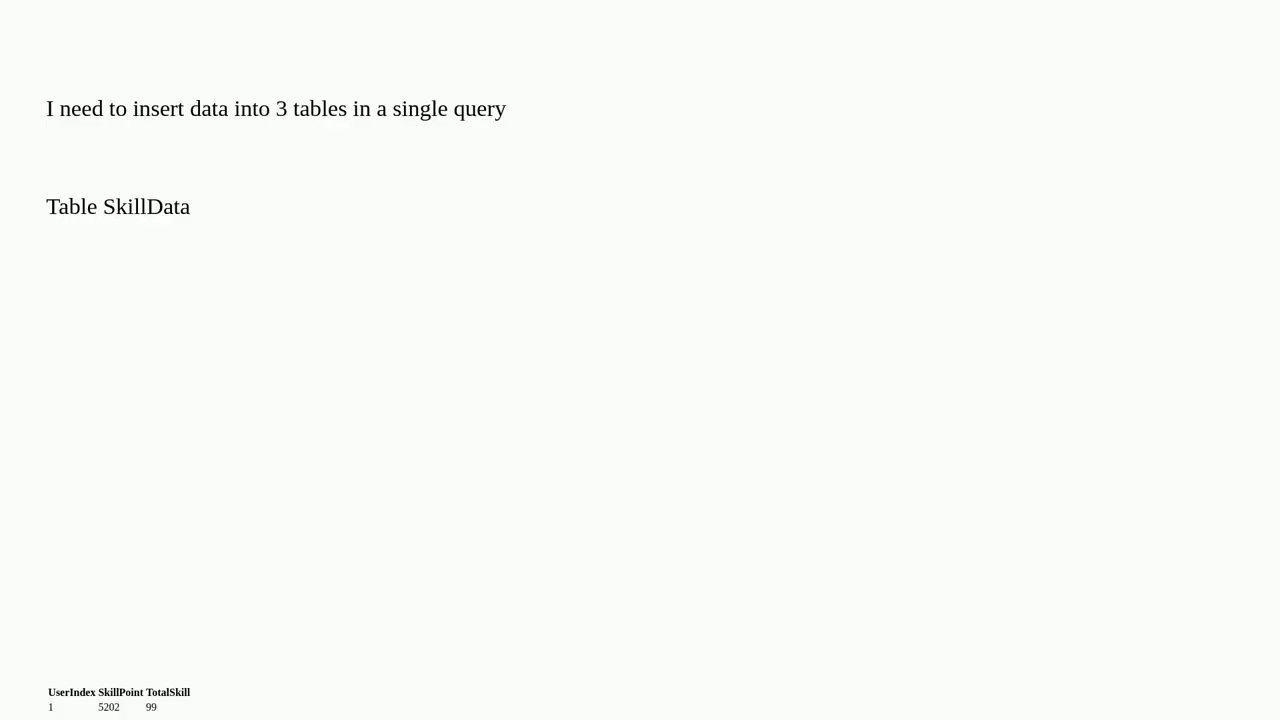 I need to insert data into 3 tables in a single query
Table SkillData
UserIndex SkillPoint TotalSkill
1 5202 99